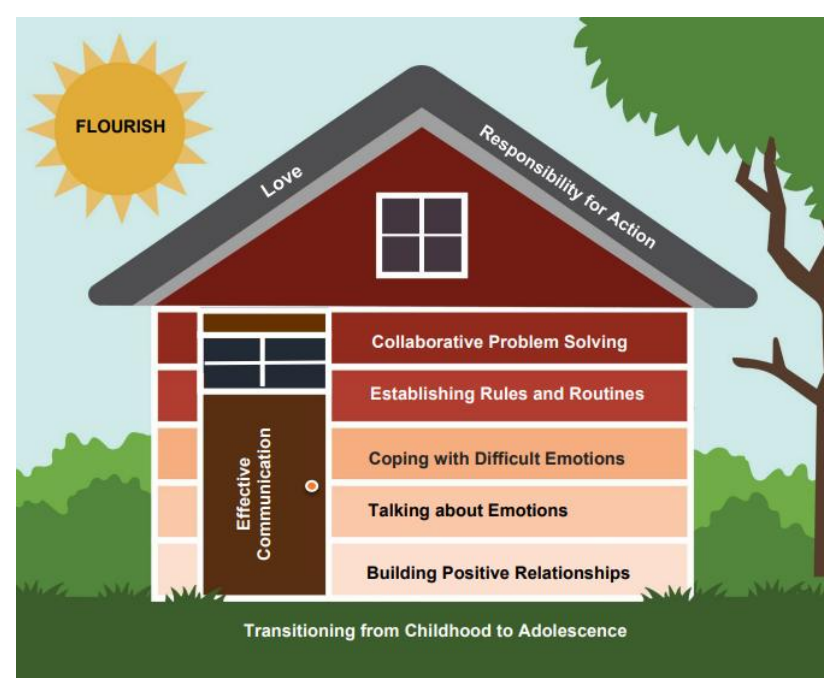 FLOURISH
Love
Responsibility for Action
Collaborative Problem Solving
Establishing Rules and Routines
Coping with Difficult Emotions
Talking about Emotions
Building Positive Relationships
Effective
Communication
Transitioning from Childhood to Adolescence